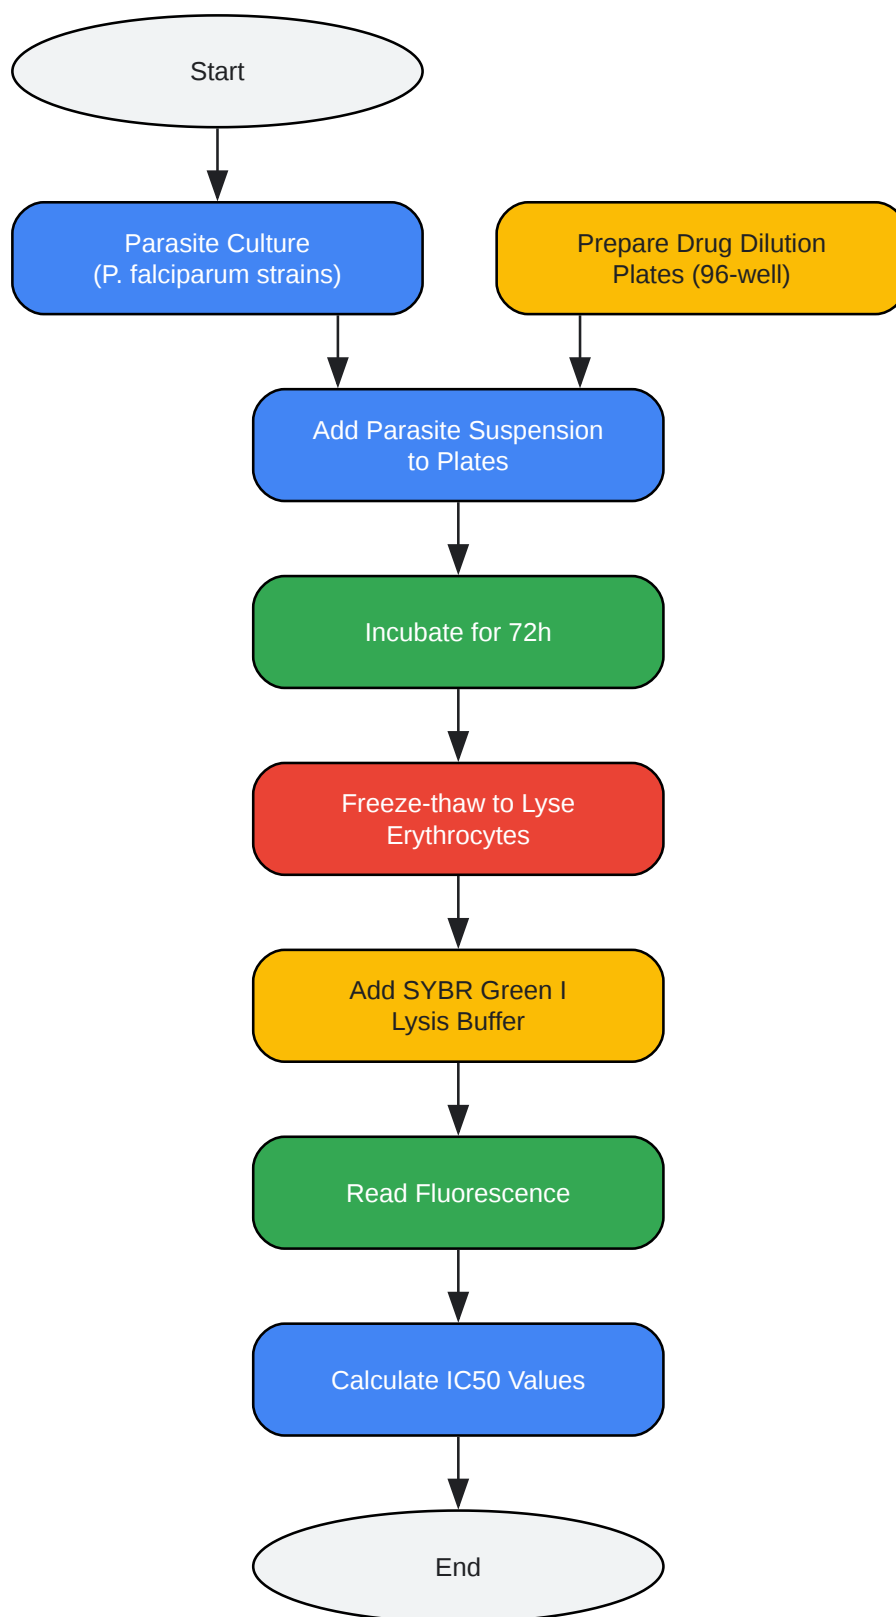 Start
Parasite Culture
(P. falciparum strains)
Prepare Drug Dilution
Plates (96-well)
Add Parasite Suspension
to Plates
Incubate for 72h
Freeze-thaw to Lyse
Erythrocytes
Add SYBR Green I
Lysis Buffer
Read Fluorescence
Calculate IC50 Values
End